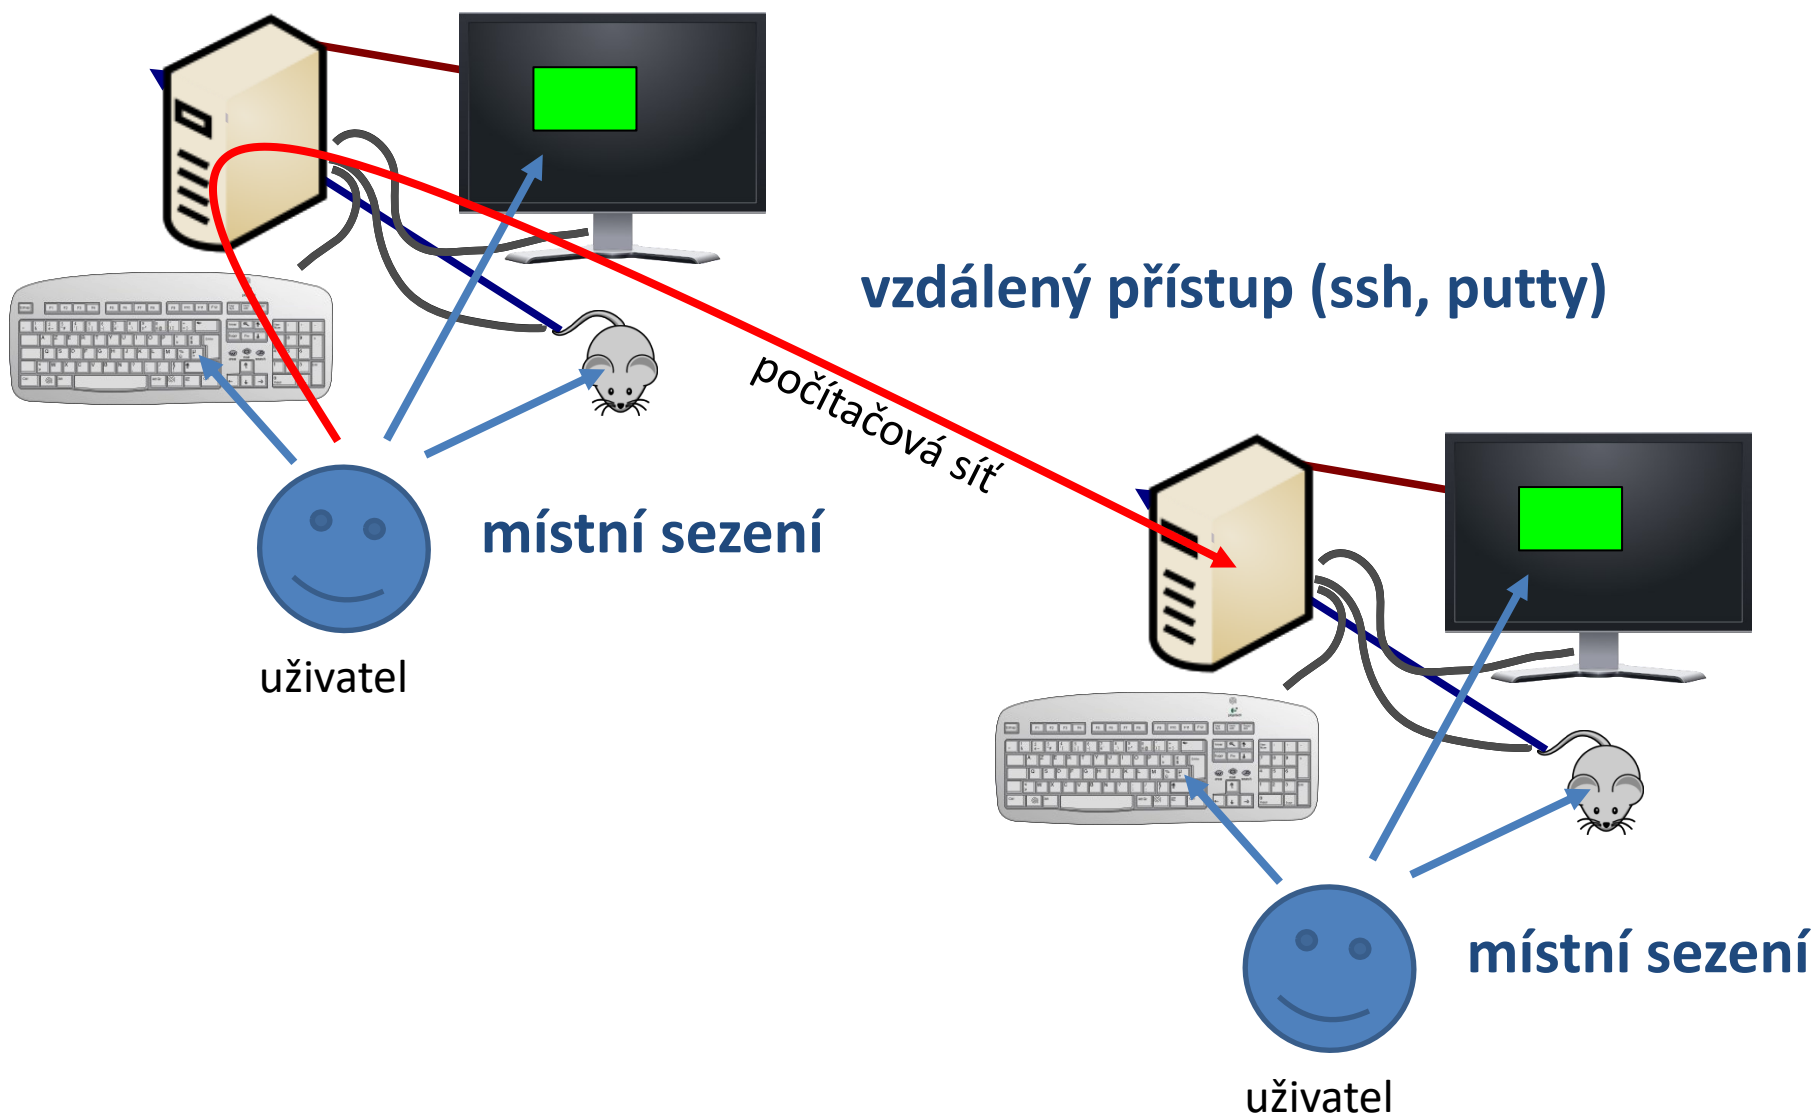 vzdálený přístup (ssh, putty)
počítačová síť
místní sezení
uživatel
místní sezení
uživatel